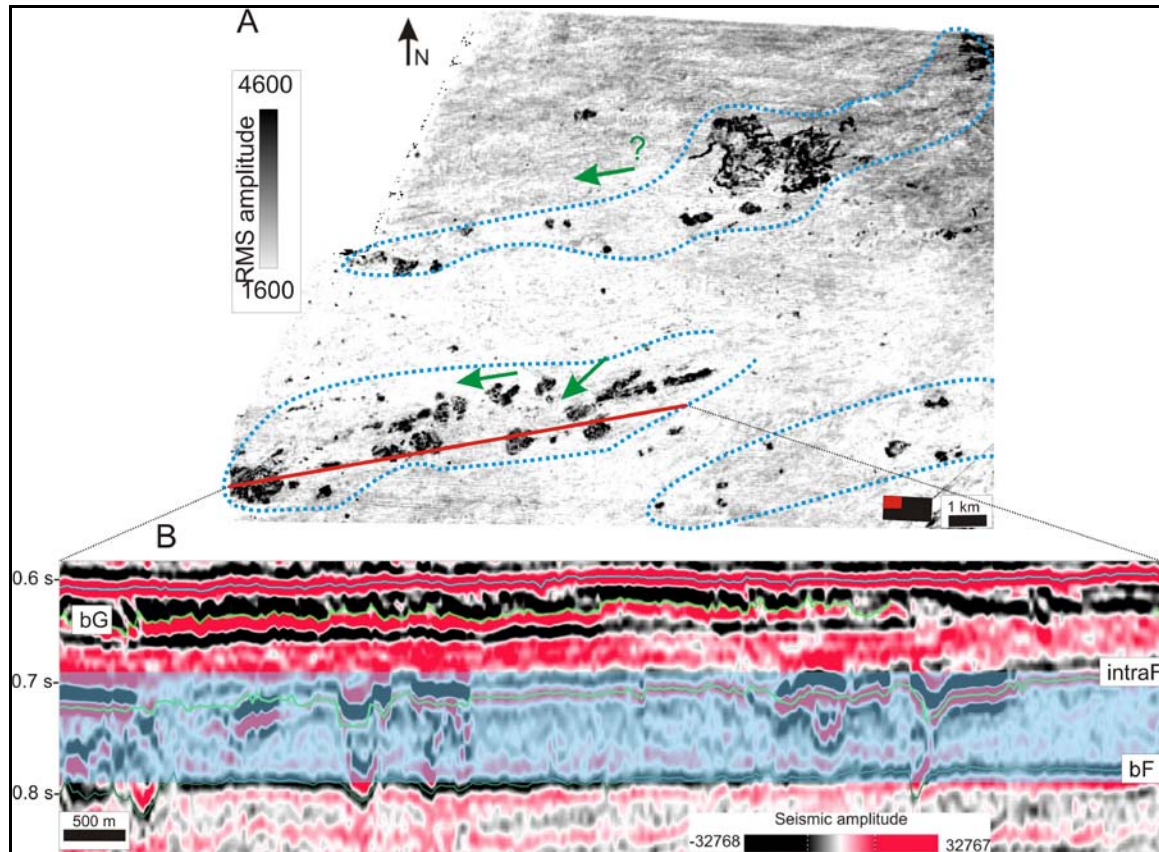 A
N
4600
RMS amplitude
1600
?
1 km
B
0.6 s
bG
0.7 s
intraF
bF
0.8 s
500 m
Seismic amplitude
-32768
32767